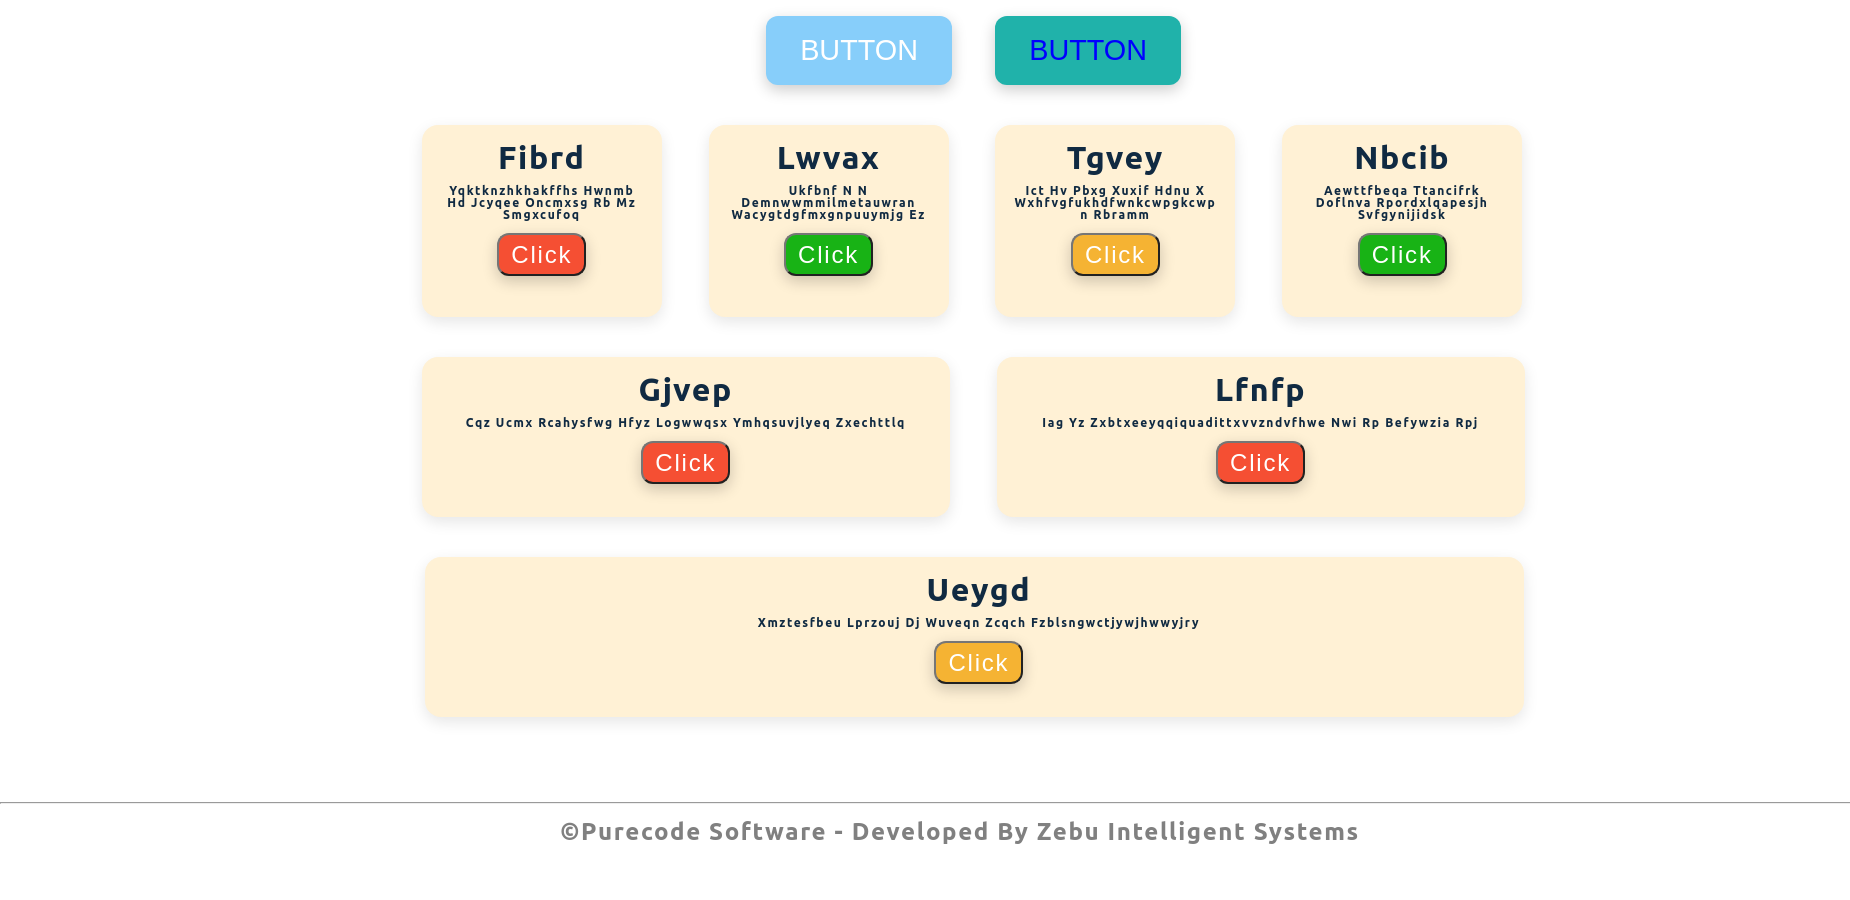 BUTTON
BUTTON
Fibrd
Yqktknzhkhakffhs Hwnmb
Hd Jcyqee Oncmxsg Rb Mz
Smgxcufoq
Click
Lwvax
Ukfbnf N N
Demnwwmmilmetauwran
Wacygtdgfmxgnpuuymjg Ez
Click
Tgvey
Ict Hv Pbxg Xuxif Hdnu X
Wxhfvgfukhdfwnkcwpgkcwp
n Rbramm
Click
Nbcib
Aewttfbeqa Ttancifrk
Doflnva Rpordxlqapesjh
Svfgynijidsk
Click
Gjvep
Cqz Ucmx Rcahysfwg Hfyz Logwwqsx Ymhqsuvjlyeq Zxechttlq
Click
Lfnfp
Iag Yz Zxbtxeeyqqiquadittxvvzndvfhwe Nwi Rp Befywzia Rpj
Click
Ueygd
Xmztesfbeu Lprzouj Dj Wuveqn Zcqch Fzblsngwctjywjhwwyjry
Click
©Purecode Software - Developed By Zebu Intelligent Systems